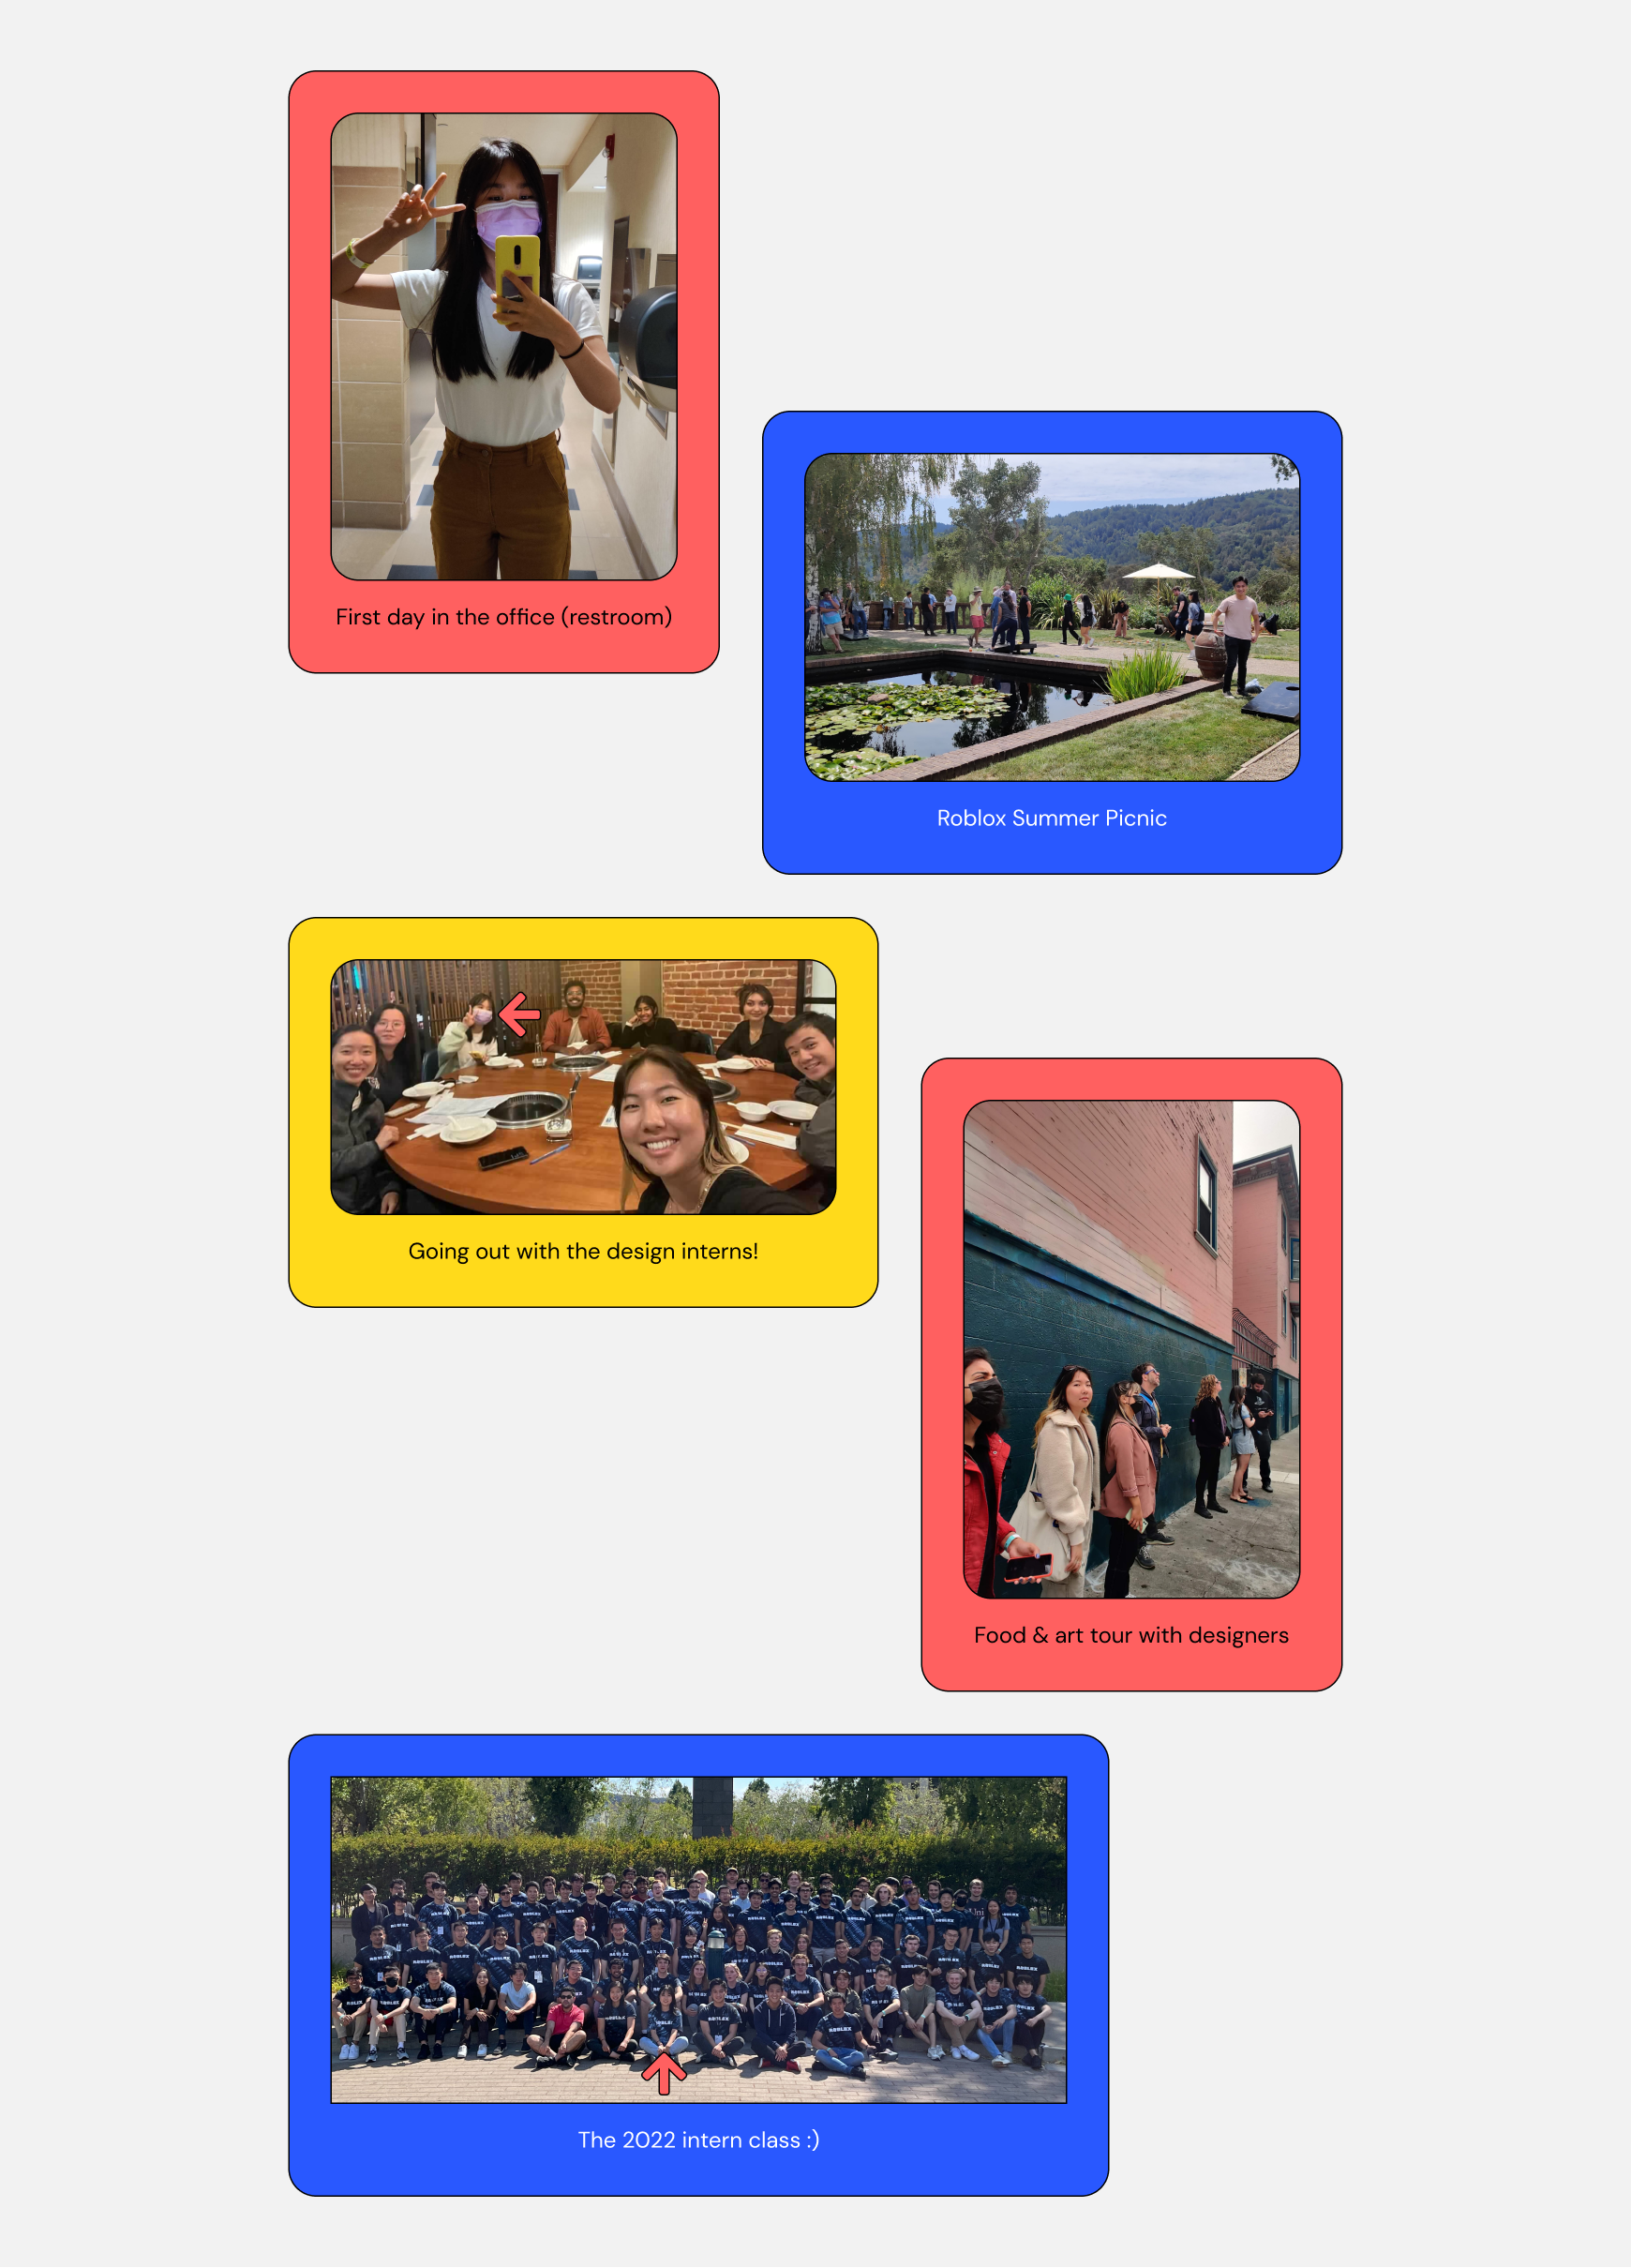 First day in the office (restroom)
Roblox Summer Picnic
Going out with the design interns!
Food & art tour with designers
ROBLOX
The 2022 intern class :)